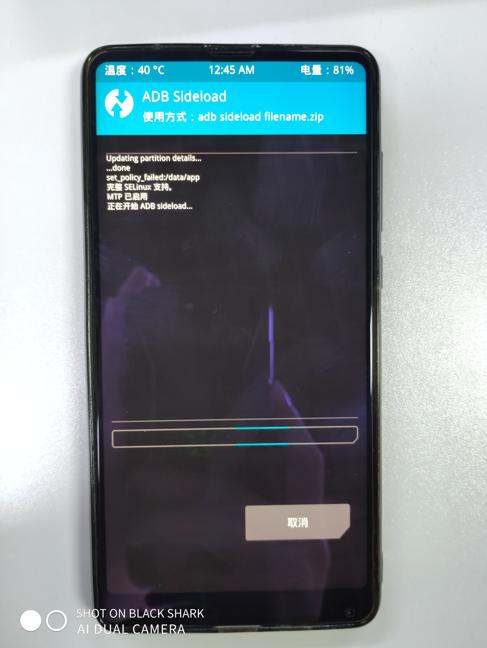 温度：40 °C 12:45 AM 电量：81%
ADB Sideload
使用方式：adb sideload filename.zip
Updating partition details...
...done
set_policy_failed:/data/app
完整 SELinux 支持。
MTP 已启用
正在开始 ADB sideload...
取消
SHOT ON BLACK SHARK
AI DUAL CAMERA